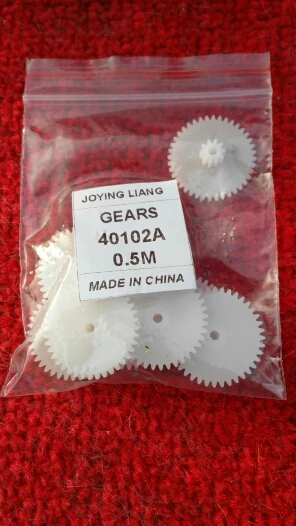 JOYING LIANG
GEARS
40102A
0.5M
MADE IN CHINA